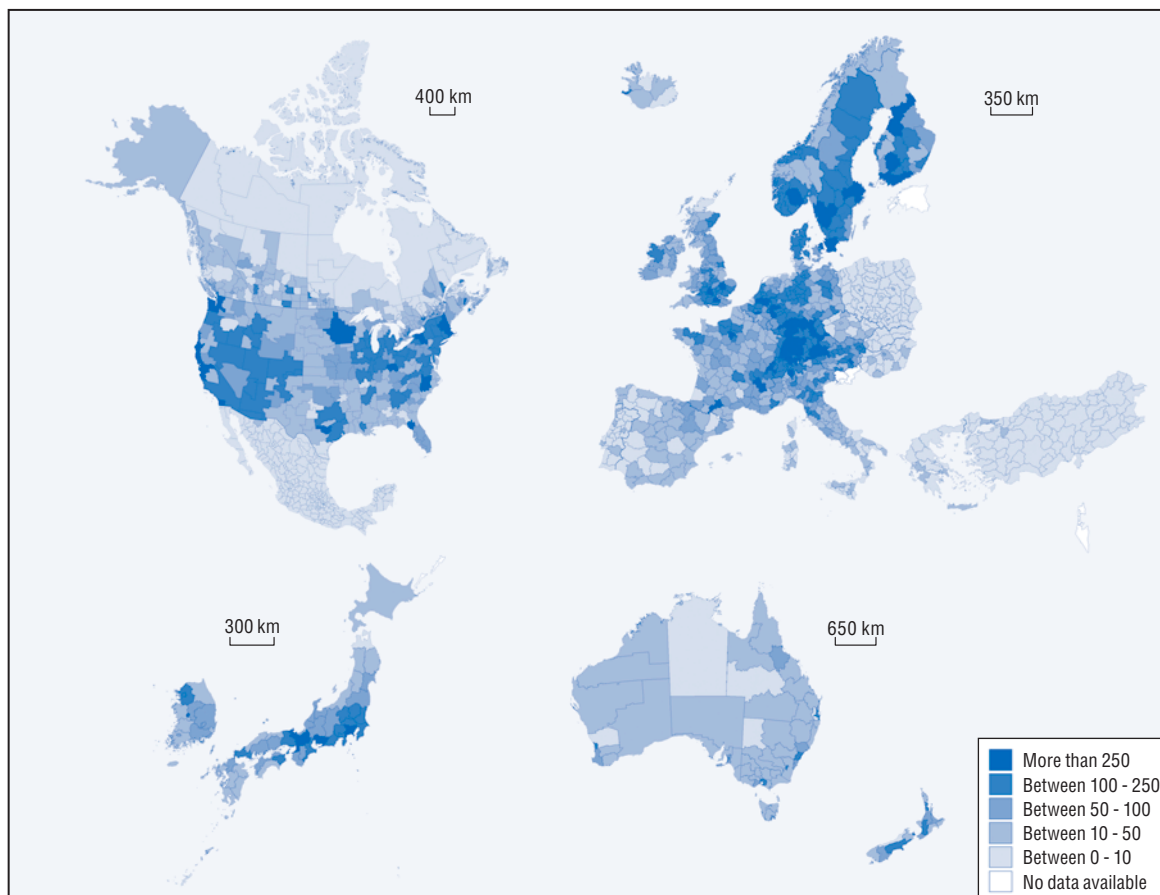 400 km
350 km
300 km
650 km
More than 250
Between 100 - 250
Between 50 - 100
Between 10 - 50
Between 0 - 10
No data available